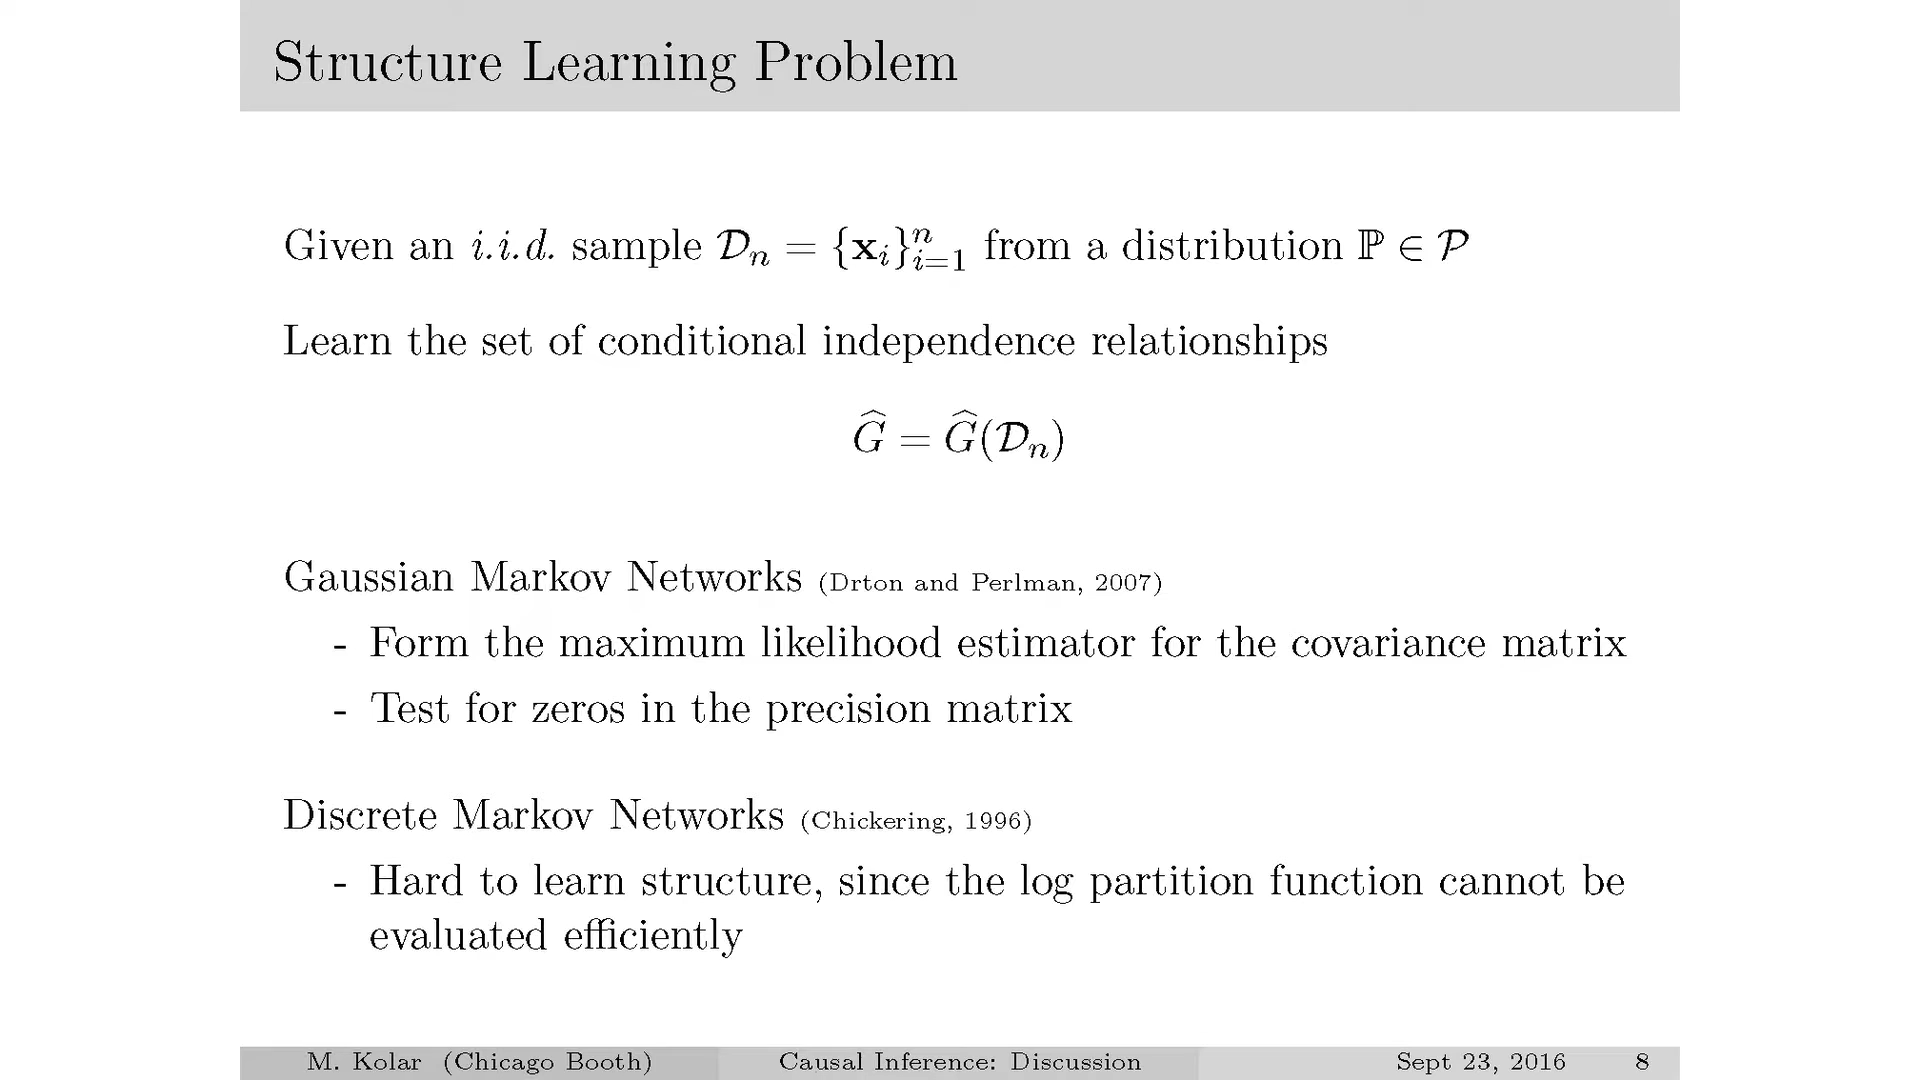 Structure Learning Problem
Given an i.i.d. sample 𝒟ₙ = {𝐱ᵢ}ⁿᵢ₌₁ from a distribution ℙ ∈ 𝒫
Learn the set of conditional independence relationships
Ĝ = Ĝ(𝒟ₙ)
Gaussian Markov Networks (Drton and Perlman, 2007)
- Form the maximum likelihood estimator for the covariance matrix
- Test for zeros in the precision matrix
Discrete Markov Networks (Chickering, 1996)
- Hard to learn structure, since the log partition function cannot be
evaluated efficiently
M. Kolar (Chicago Booth) Causal Inference: Discussion Sept 23, 2016 8